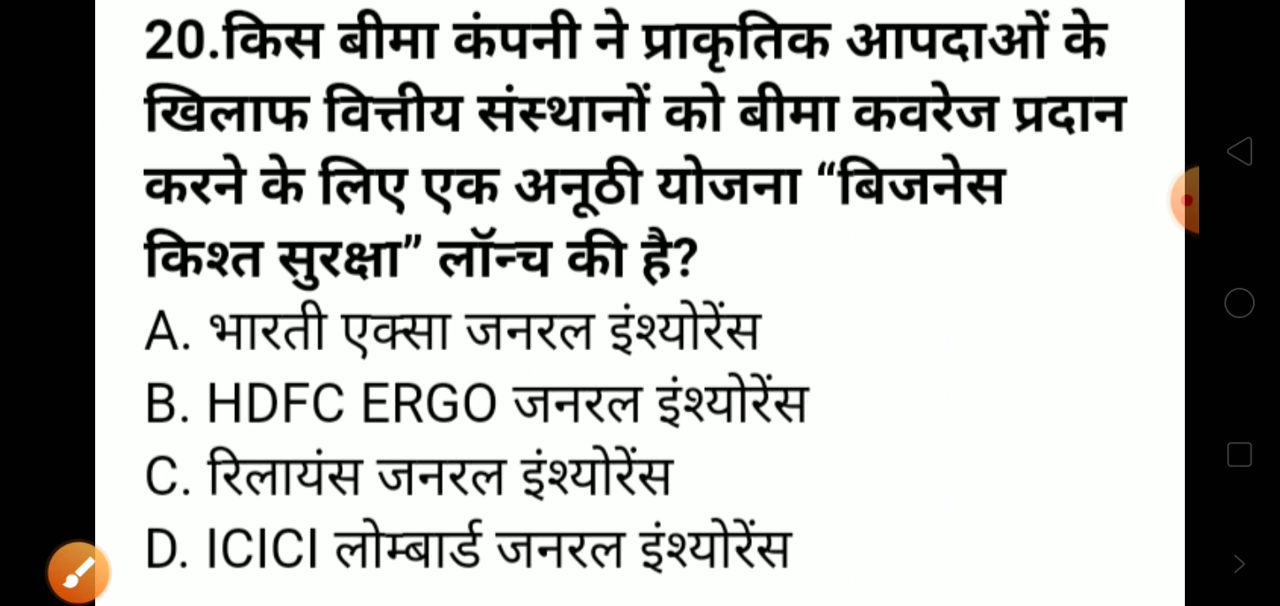 20.किस बीमा कंपनी ने प्राकृतिक आपदाओं के
खिलाफ वित्तीय संस्थानों को बीमा कवरेज प्रदान
करने के लिए एक अनूठी योजना “बिजनेस
किश्त सुरक्षा” लॉन्च की है?
A. भारती एक्सा जनरल इंश्योरेंस
B. HDFC ERGO जनरल इंश्योरेंस
C. रिलायंस जनरल इंश्योरेंस
D. ICICI लोम्बार्ड जनरल इंश्योरेंस